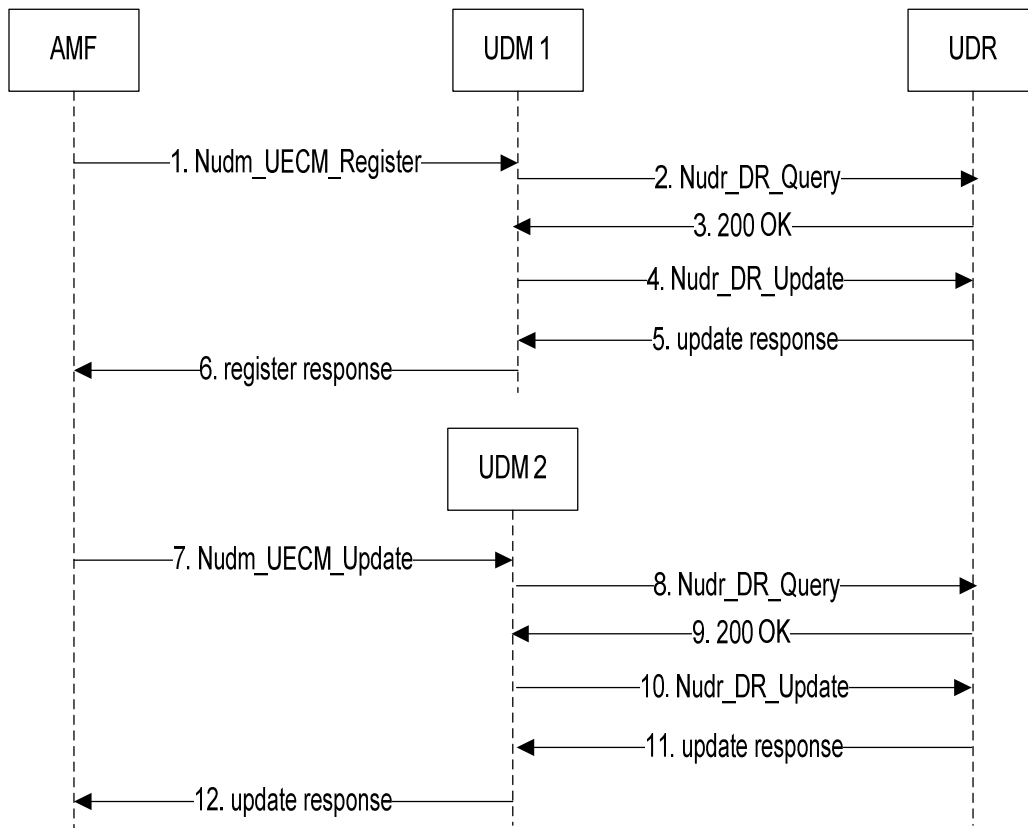 AMF
UDM 1
UDR
1. Nudm_UECM_Register
2. Nudr_DR_Query
3. 200 OK
4. Nudr_DR_Update
5. update response
6. register response
UDM 2
7. Nudm_UECM_Update
8. Nudr_DR_Query
9. 200 OK
10. Nudr_DR_Update
11. update response
12. update response